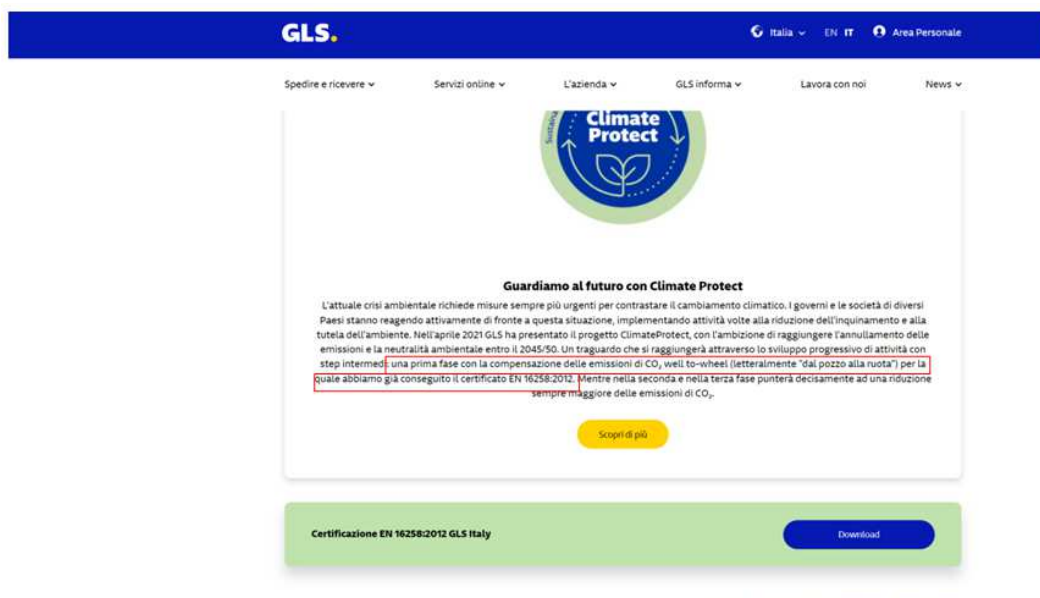 GLS.
Italia
EN IT
Area Personale
Spedire e ricevere
Servizi online
L'azienda
GLS informa
Lavora con noi
News
Climate
Protect
Guardiamo al futuro con Climate Protect
L'attuale crisi ambientale richiede misure sempre più urgenti per contrastare il cambiamento climatico. I governi e le società di diversi
Paesi stanno reagendo attivamente di fronte a questa situazione, implementando attività volte alla riduzione dell'inquinamento e alla
tutela dell'ambiente. Nell'aprile 2021 GLS ha presentato il progetto ClimateProtect, con l'ambizione di raggiungere l'annullamento delle
emissioni e la neutralità ambientale entro il 2045/50. Un traguardo che si raggiungerà attraverso lo sviluppo progressivo di attività con
step intermedi: una prima fase con la compensazione delle emissioni di CO₂ well to-wheel (letteralmente "dal pozzo alla ruota") per la
quale abbiamo già conseguito il certificato EN 16258:2012. Mentre nella seconda e nella terza fase punterà decisamente ad una riduzione
sempre maggiore delle emissioni di CO₂.
Scopri di più
Certificazione EN 16258:2012 GLS Italy
Download